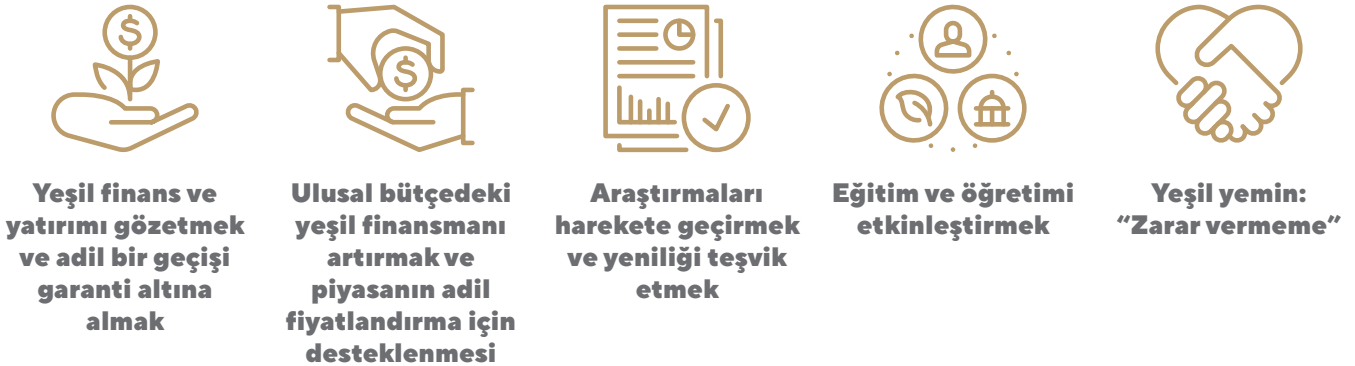 $
Yeşil finans ve
yatırımı gözetmek
ve adil bir geçişi
garanti altına
almak
$
Ulusal bütçedeki
yeşil finansmanı
artırmak ve
piyasanın adil
fiyatlandırma için
desteklenmesi
Araştırmaları
harekete geçirmek
ve yeniliği teşvik
etmek
Eğitim ve öğretimi
etkinleştirmek
Yeşil yemin:
“Zarar vermeme”